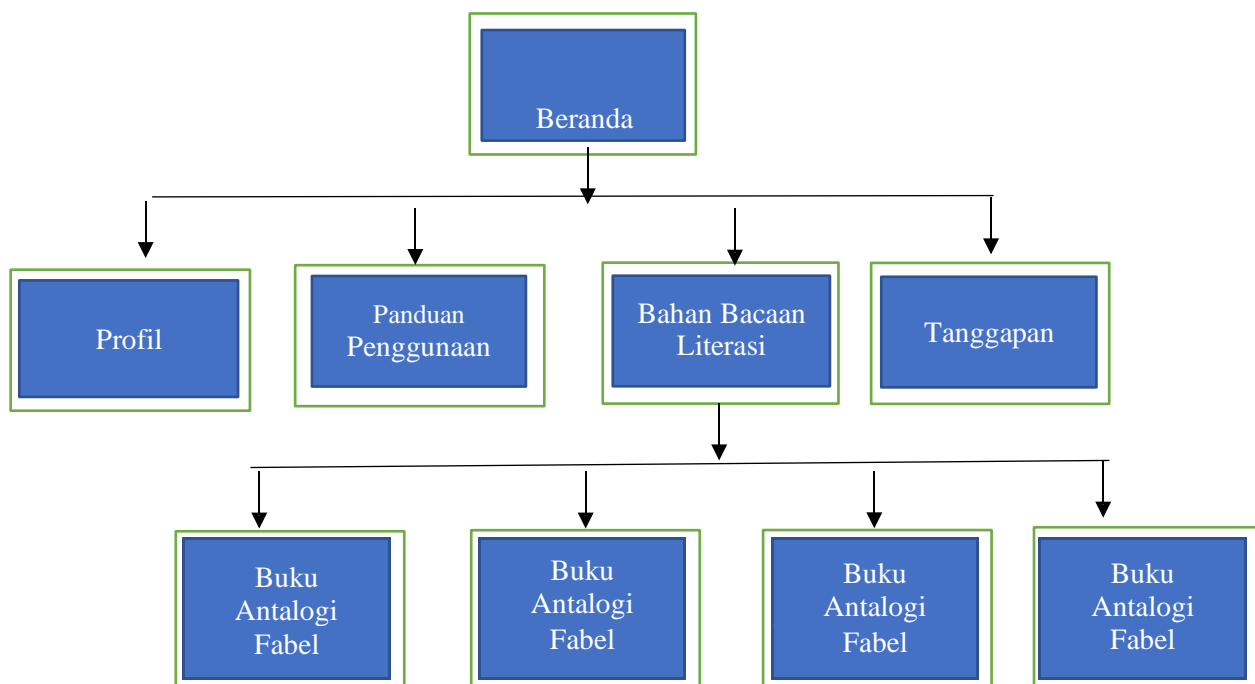 Beranda
Profil
Panduan
Penggunaan
Bahan Bacaan
Literasi
Tanggapan
Buku
Antalogi
Fabel
Buku
Antalogi
Fabel
Buku
Antalogi
Fabel
Buku
Antalogi
Fabel